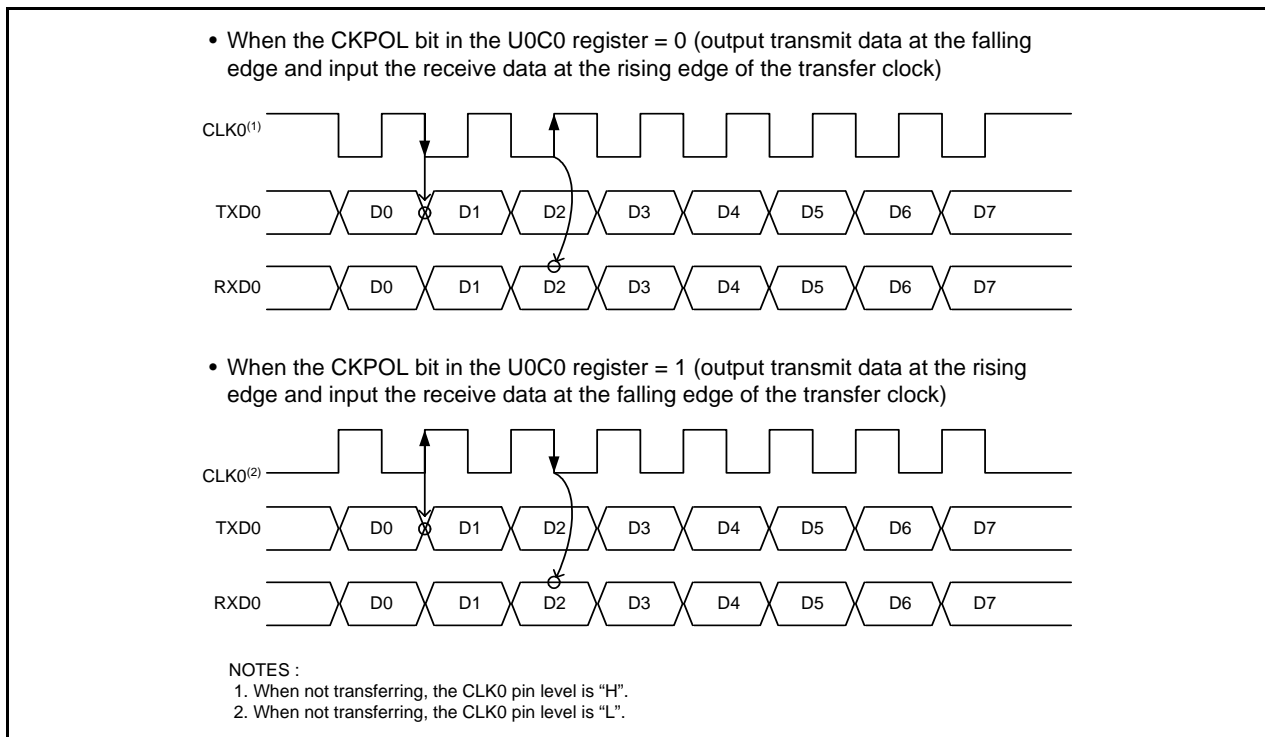 • When the CKPOL bit in the U0C0 register = 0 (output transmit data at the falling
edge and input the receive data at the rising edge of the transfer clock)
CLK0(1)
TXD0 D0 D1 D2 D3 D4 D5 D6 D7
RXD0 D0 D1 D2 D3 D4 D5 D6 D7
• When the CKPOL bit in the U0C0 register = 1 (output transmit data at the rising
edge and input the receive data at the falling edge of the transfer clock)
CLK0(2)
TXD0 D0 D1 D2 D3 D4 D5 D6 D7
RXD0 D0 D1 D2 D3 D4 D5 D6 D7
NOTES :
1. When not transferring, the CLK0 pin level is “H”.
2. When not transferring, the CLK0 pin level is “L”.